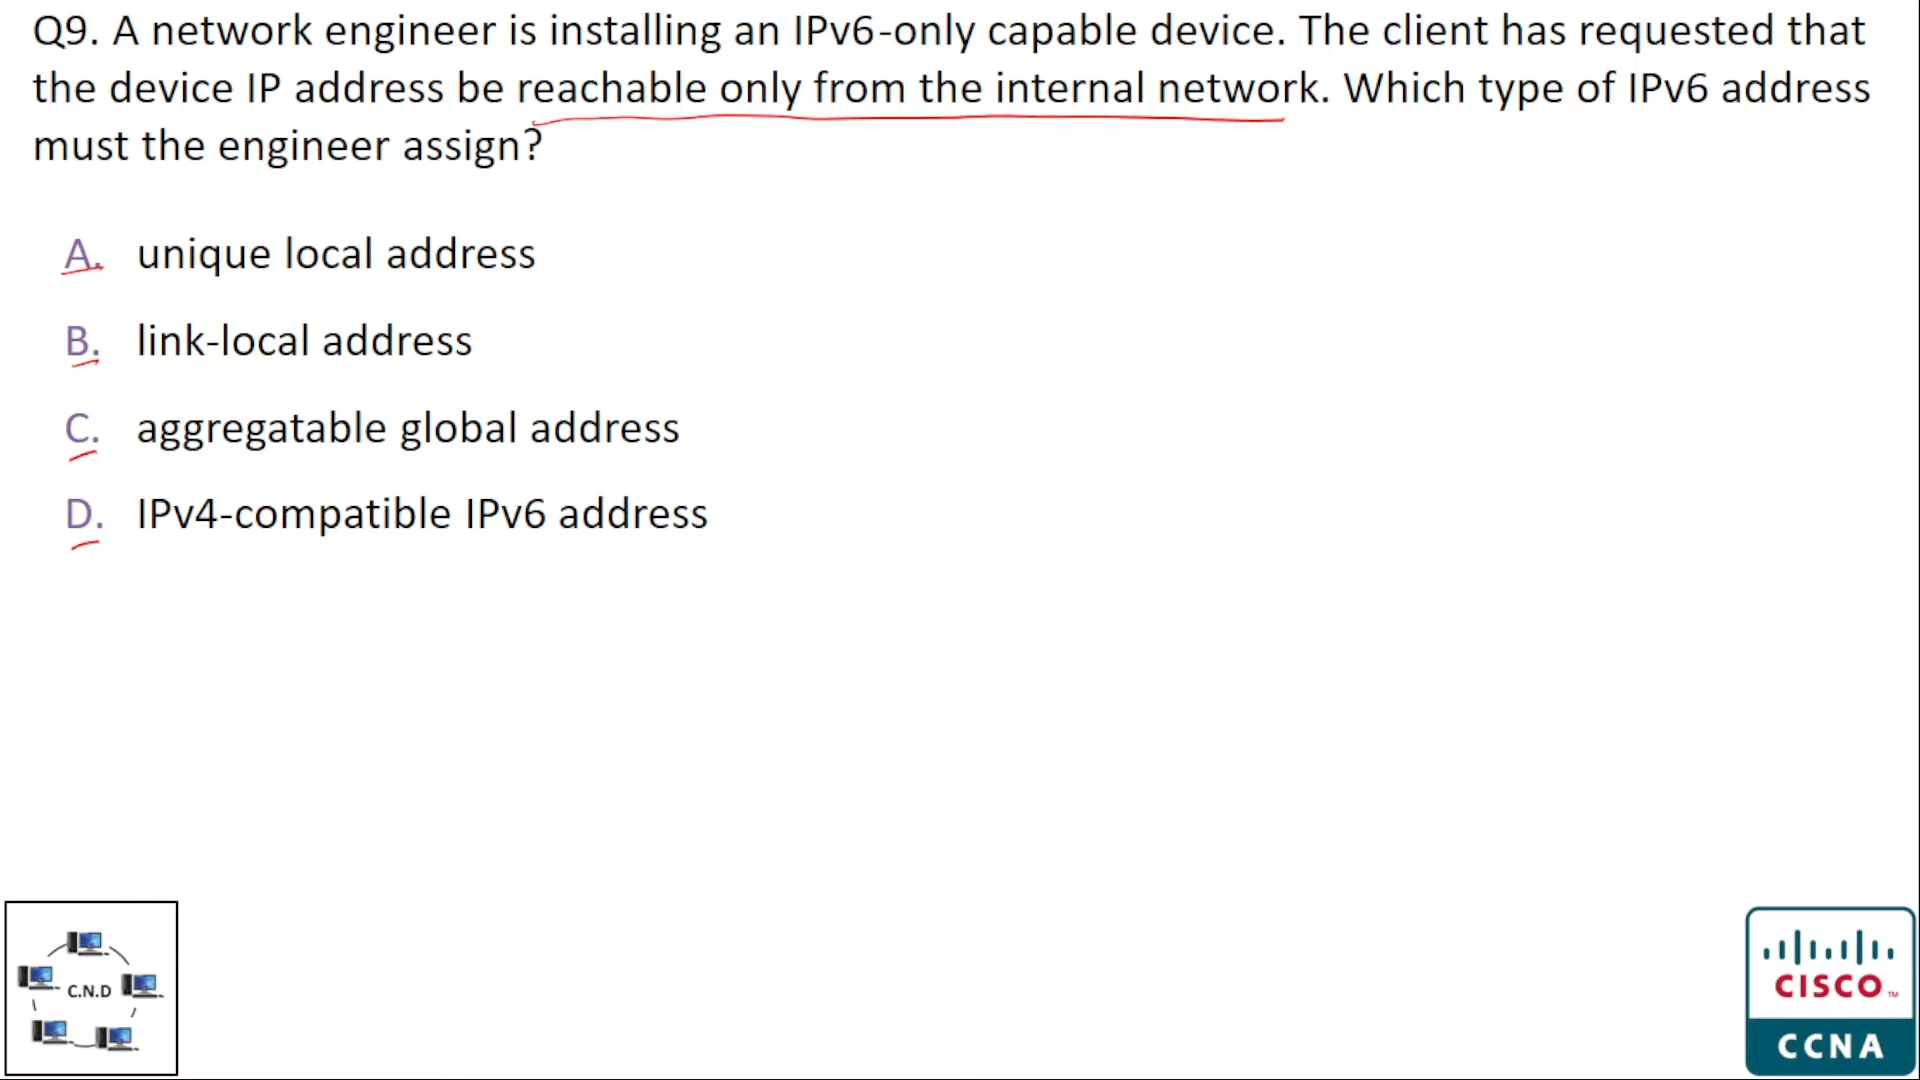 Q9. A network engineer is installing an IPv6-only capable device. The client has requested that
the device IP address be reachable only from the internal network. Which type of IPv6 address
must the engineer assign?
A. unique local address
B. link-local address
C. aggregatable global address
D. IPv4-compatible IPv6 address
C.N.D
CISCO™
CCNA